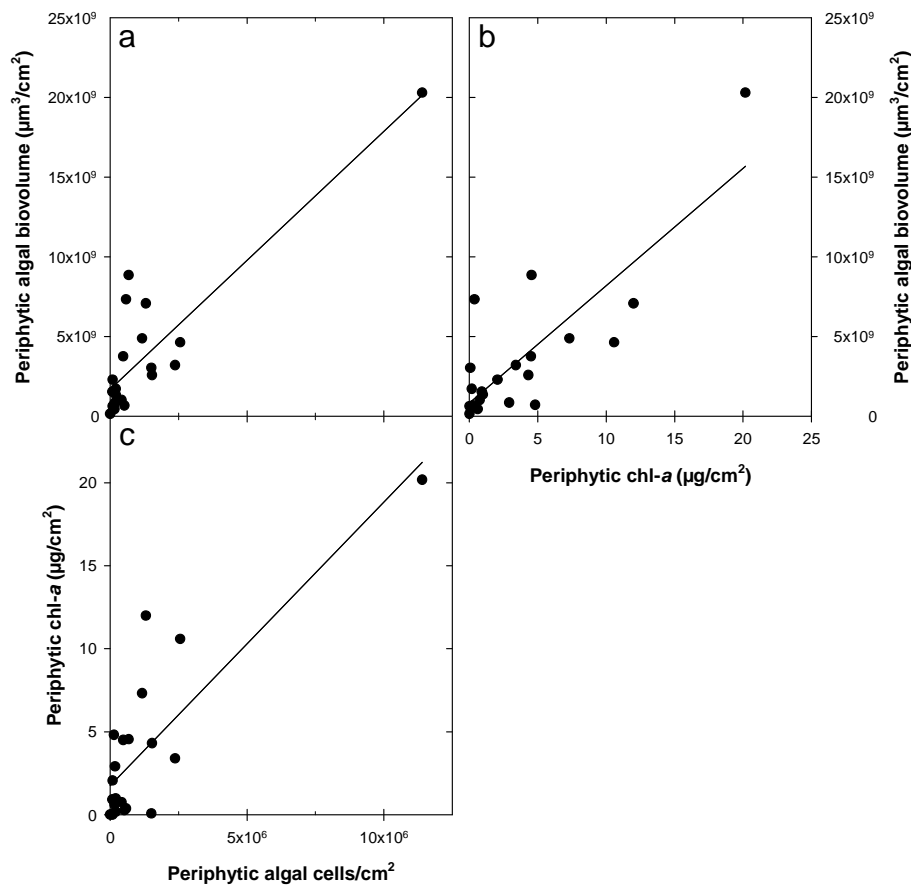 a
b
25x10⁹
20x10⁹
15x10⁹
10x10⁹
5x10⁹
0
Periphytic algal biovolume (µm³/cm²)
25x10⁹
20x10⁹
15x10⁹
10x10⁹
5x10⁹
0
Periphytic algal biovolume (µm³/cm²)
0 5 10 15 20 25
Periphytic chl-a (µg/cm²)
c
20
15
10
5
0
Periphytic chl-a (µg/cm²)
0 5x10⁶ 10x10⁶
Periphytic algal cells/cm²